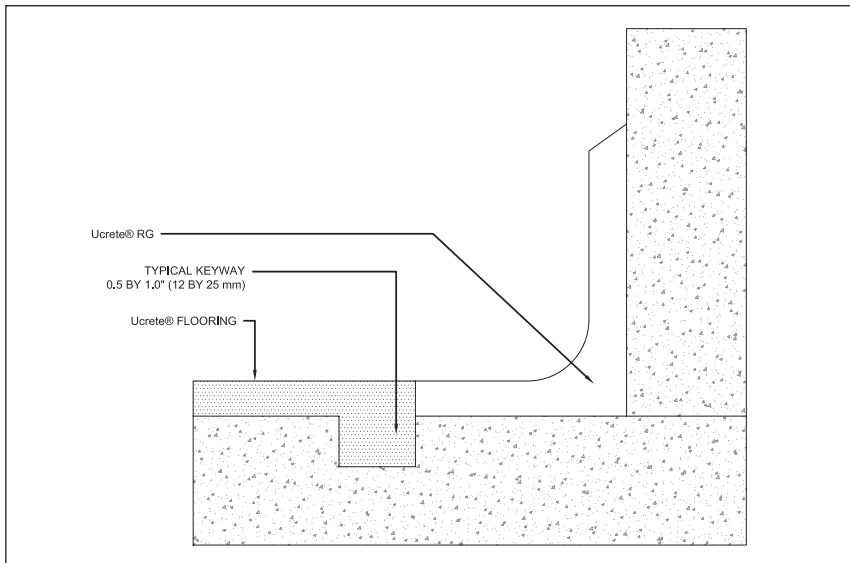 Ucrete® RG
TYPICAL KEYWAY
0.5 BY 1.0" (12 BY 25 mm)
Ucrete® FLOORING